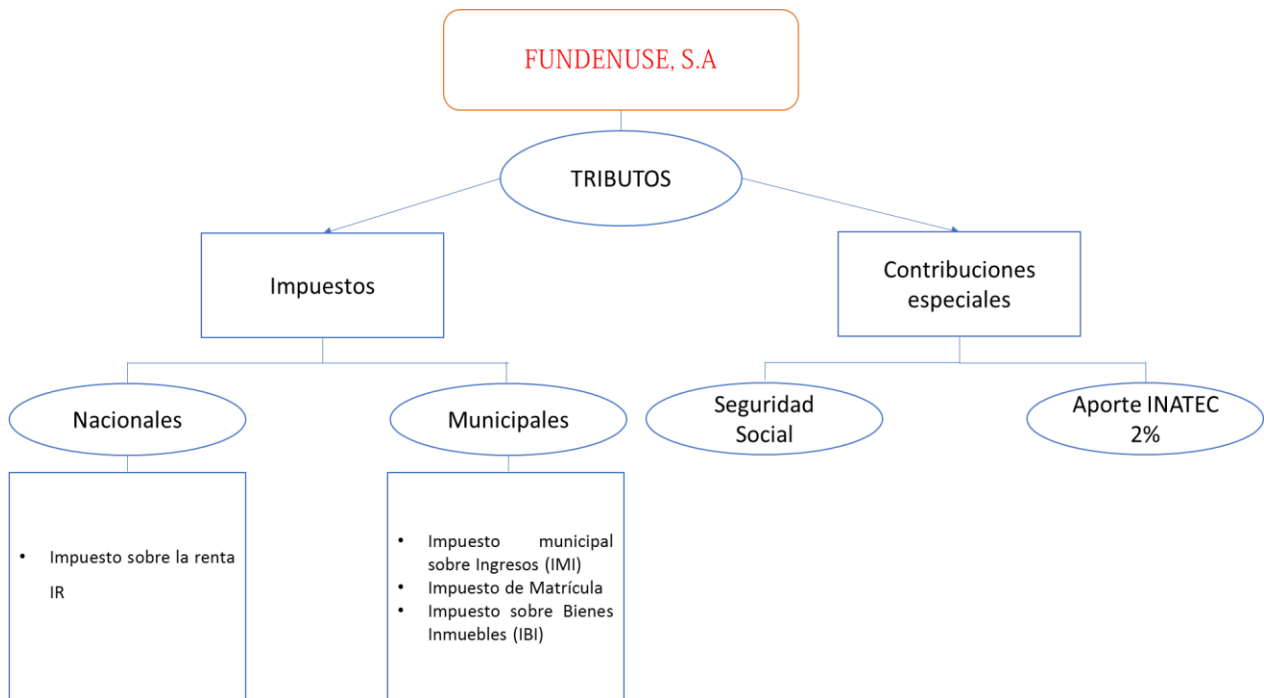 FUNDENUSE, S.A
TRIBUTOS
Impuestos
Contribuciones
especiales
Nacionales
Municipales
Seguridad
Social
Aporte INATEC
2%
• Impuesto sobre la renta
IR
• Impuesto municipal
sobre Ingresos (IMI)
• Impuesto de Matrícula
• Impuesto sobre Bienes
Inmuebles (IBI)